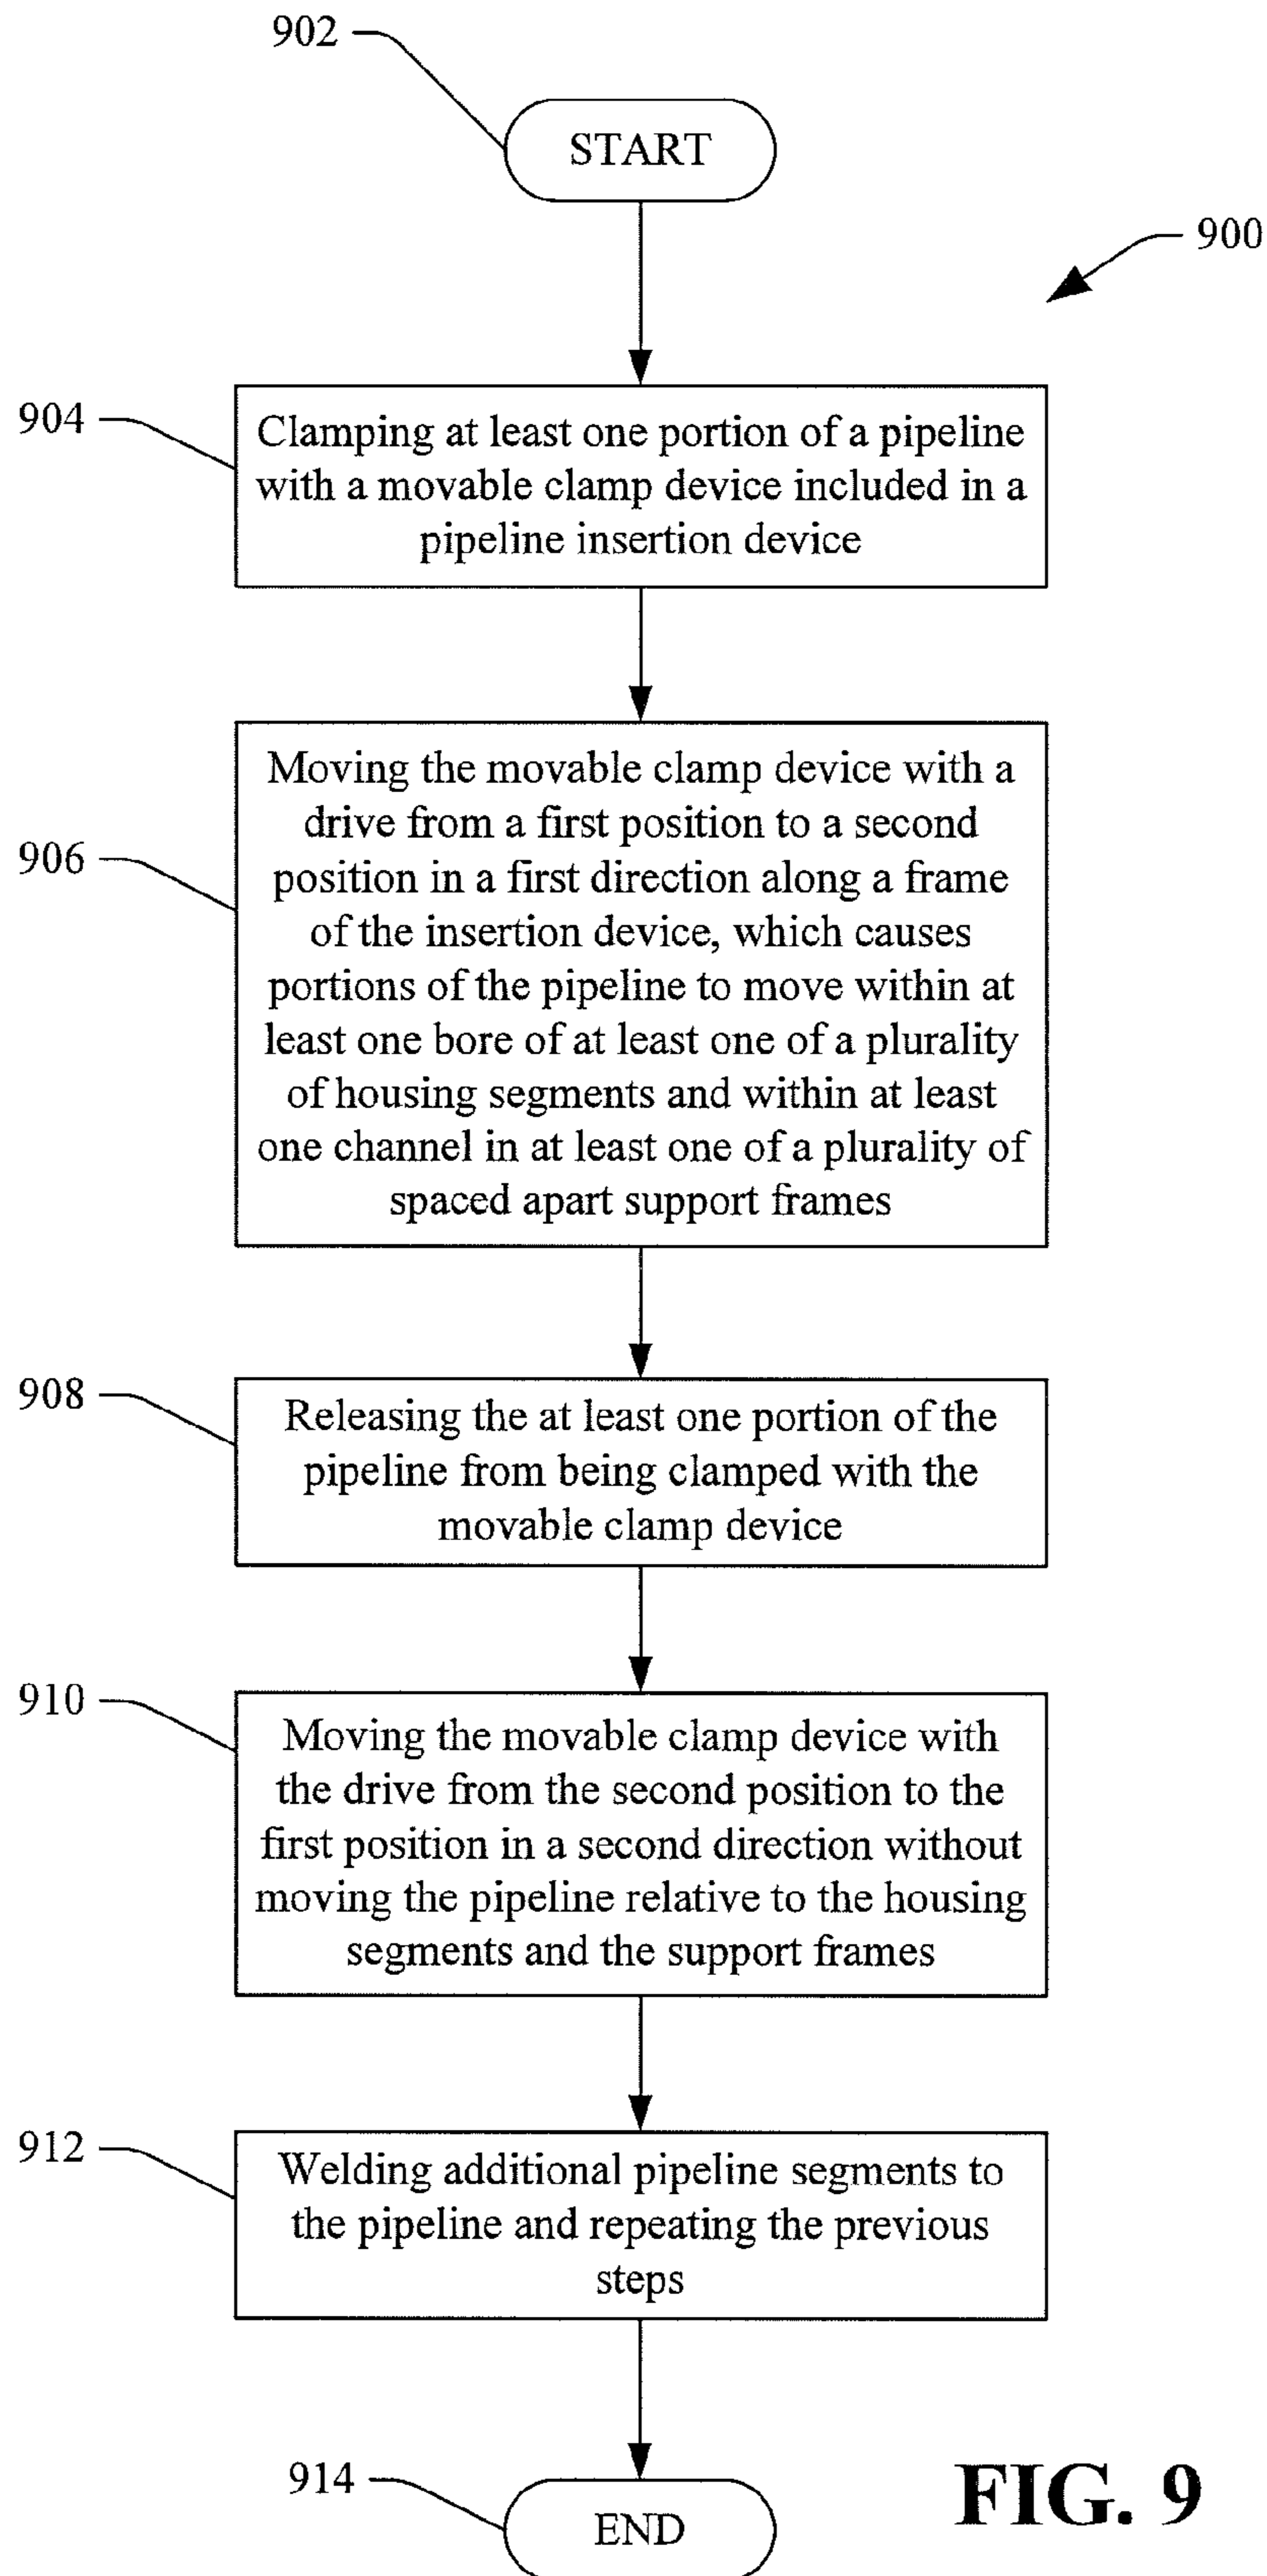 902
START
900
904
Clamping at least one portion of a pipeline
with a movable clamp device included in a
pipeline insertion device
906
Moving the movable clamp device with a
drive from a first position to a second
position in a first direction along a frame
of the insertion device, which causes
portions of the pipeline to move within at
least one bore of at least one of a plurality
of housing segments and within at least
one channel in at least one of a plurality of
spaced apart support frames
908
Releasing the at least one portion of the
pipeline from being clamped with the
movable clamp device
910
Moving the movable clamp device with
the drive from the second position to the
first position in a second direction without
moving the pipeline relative to the housing
segments and the support frames
912
Welding additional pipeline segments to
the pipeline and repeating the previous
steps
914
END
FIG. 9